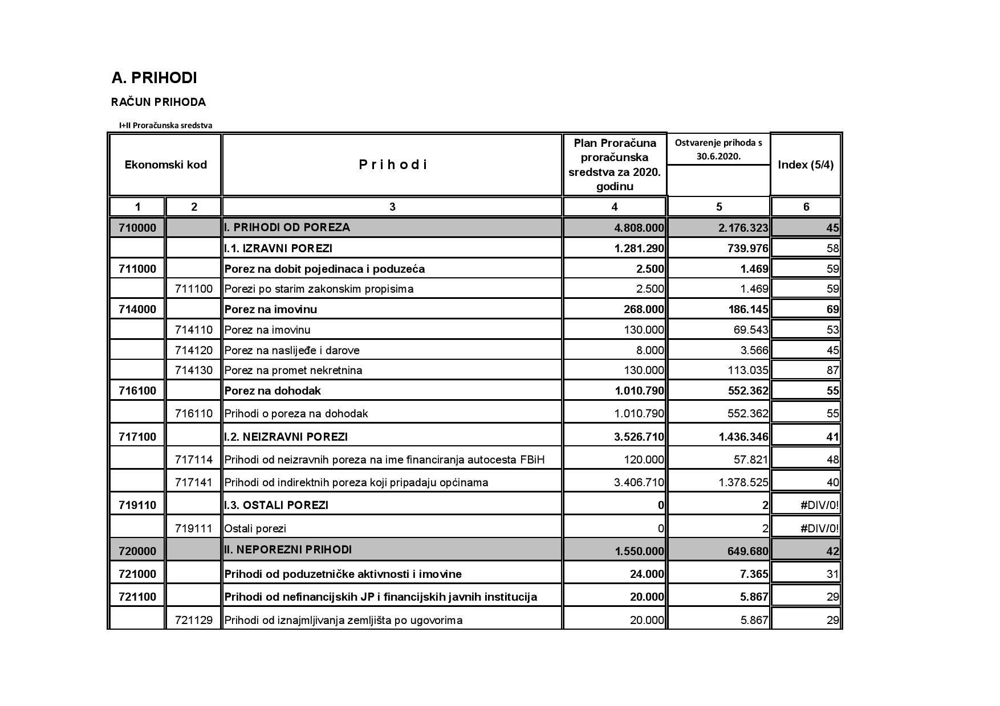 A. PRIHODI
RAČUN PRIHODA
I+II Proračunska sredstva
Ekonomski kod P r i h o d i Plan Proračuna proračunska sredstva za 2020. godinu Ostvarenje prihoda s 30.6.2020. Index (5/4)
1 2 3 4 5 6
710000 I. PRIHODI OD POREZA 4.808.000 2.176.323 45
I.1. IZRAVNI POREZI 1.281.290 739.976 58
711000 Porez na dobit pojedinaca i poduzeća 2.500 1.469 59
711100 Porezi po starim zakonskim propisima 2.500 1.469 59
714000 Porez na imovinu 268.000 186.145 69
714110 Porez na imovinu 130.000 69.543 53
714120 Porez na naslijeđe i darove 8.000 3.566 45
714130 Porez na promet nekretnina 130.000 113.035 87
716100 Porez na dohodak 1.010.790 552.362 55
716110 Prihodi o poreza na dohodak 1.010.790 552.362 55
717100 I.2. NEIZRAVNI POREZI 3.526.710 1.436.346 41
717114 Prihodi od neizravnih poreza na ime financiranja autocesta FBiH 120.000 57.821 48
717141 Prihodi od indirektnih poreza koji pripadaju općinama 3.406.710 1.378.525 40
719110 I.3. OSTALI POREZI 0 2 #DIV/0!
719111 Ostali porezi 0 2 #DIV/0!
720000 II. NEPOREZNI PRIHODI 1.550.000 649.680 42
721000 Prihodi od poduzetničke aktivnosti i imovine 24.000 7.365 31
721100 Prihodi od nefinancijskih JP i financijskih javnih institucija 20.000 5.867 29
721129 Prihodi od iznajmljivanja zemljišta po ugovorima 20.000 5.867 29